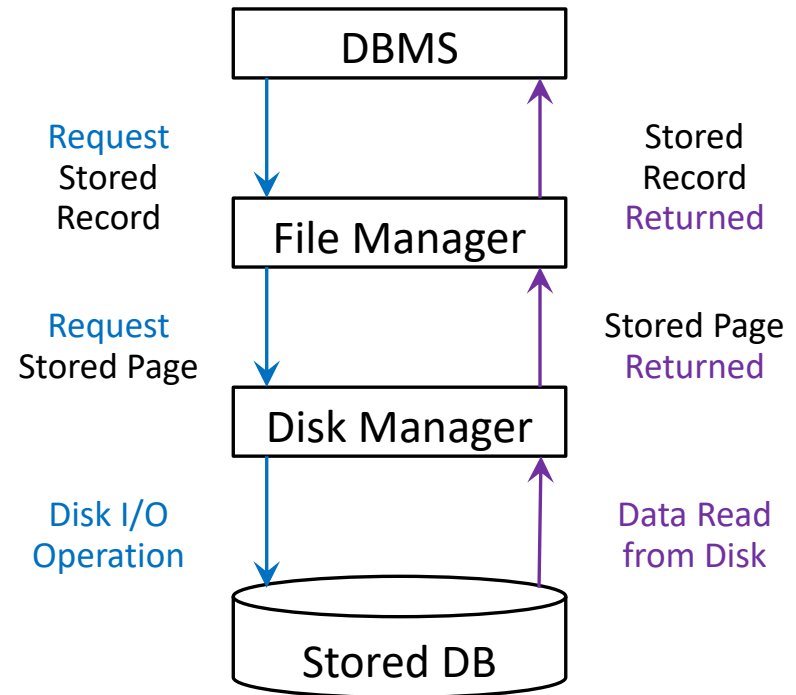 DBMS
Request
Stored
Record
Stored
Record
Returned
File Manager
Request
Stored Page
Stored Page
Returned
Disk Manager
Disk I/O
Operation
Data Read
from Disk
Stored DB